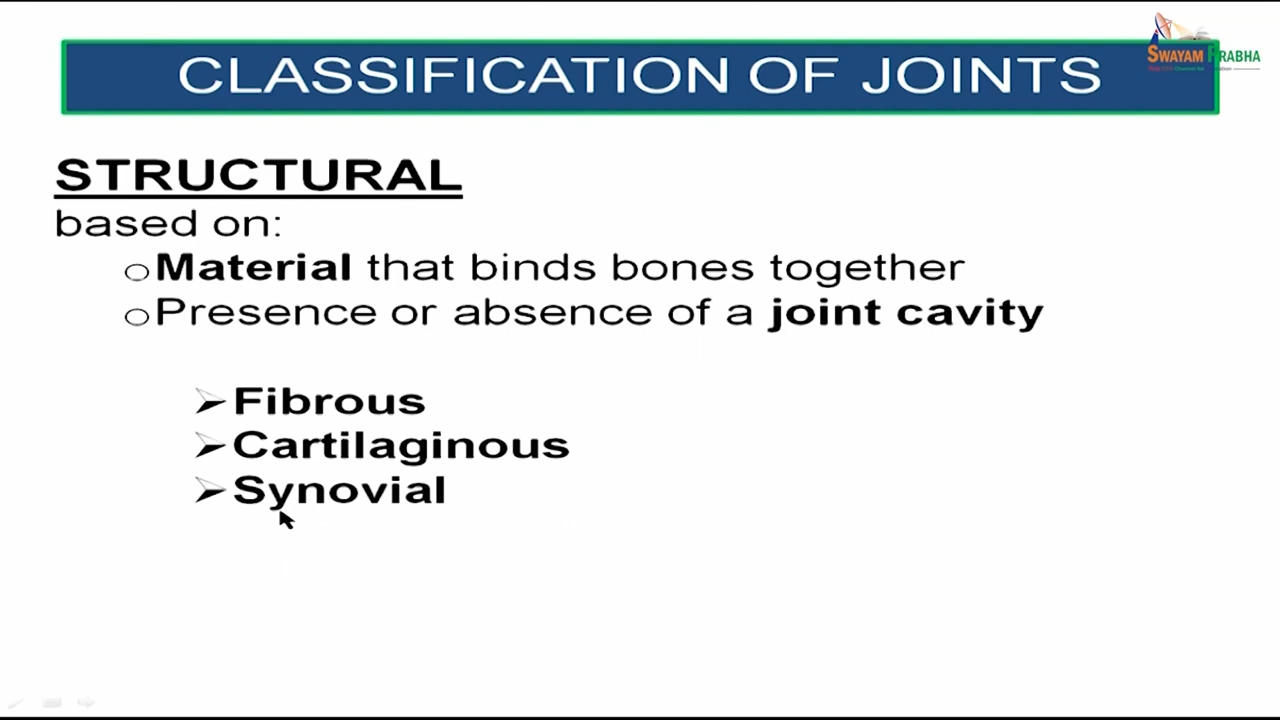 CLASSIFICATION OF JOINTS
SWAYAM PRABHA
STRUCTURAL
based on:
Material that binds bones together
Presence or absence of a joint cavity
Fibrous
Cartilaginous
Synovial